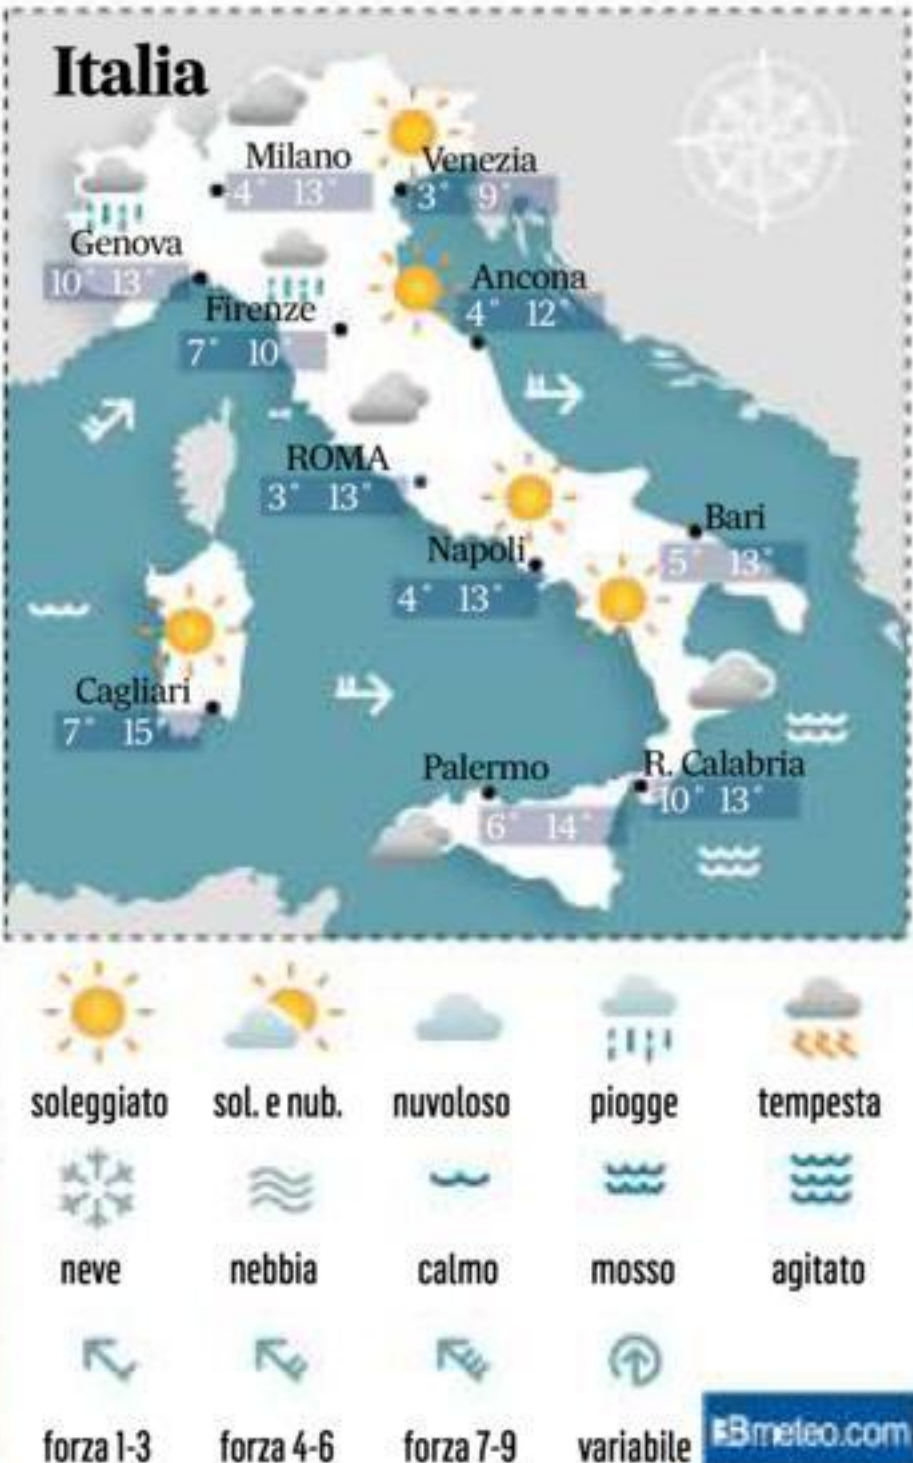 Italia
Milano
4° 13°
Venezia
3° 9°
Genova
10° 13°
Ancona
4° 12°
Firenze
7° 10°
ROMA
3° 13°
Bari
5° 13°
Napoli
4° 13°
Cagliari
7° 15°
Palermo
6° 14°
R. Calabria
10° 13°
soleggiato sol. e nub. nuvoloso piogge tempesta
neve nebbia calmo mosso agitato
forza 1-3 forza 4-6 forza 7-9 variabile
3Bmeteo.com